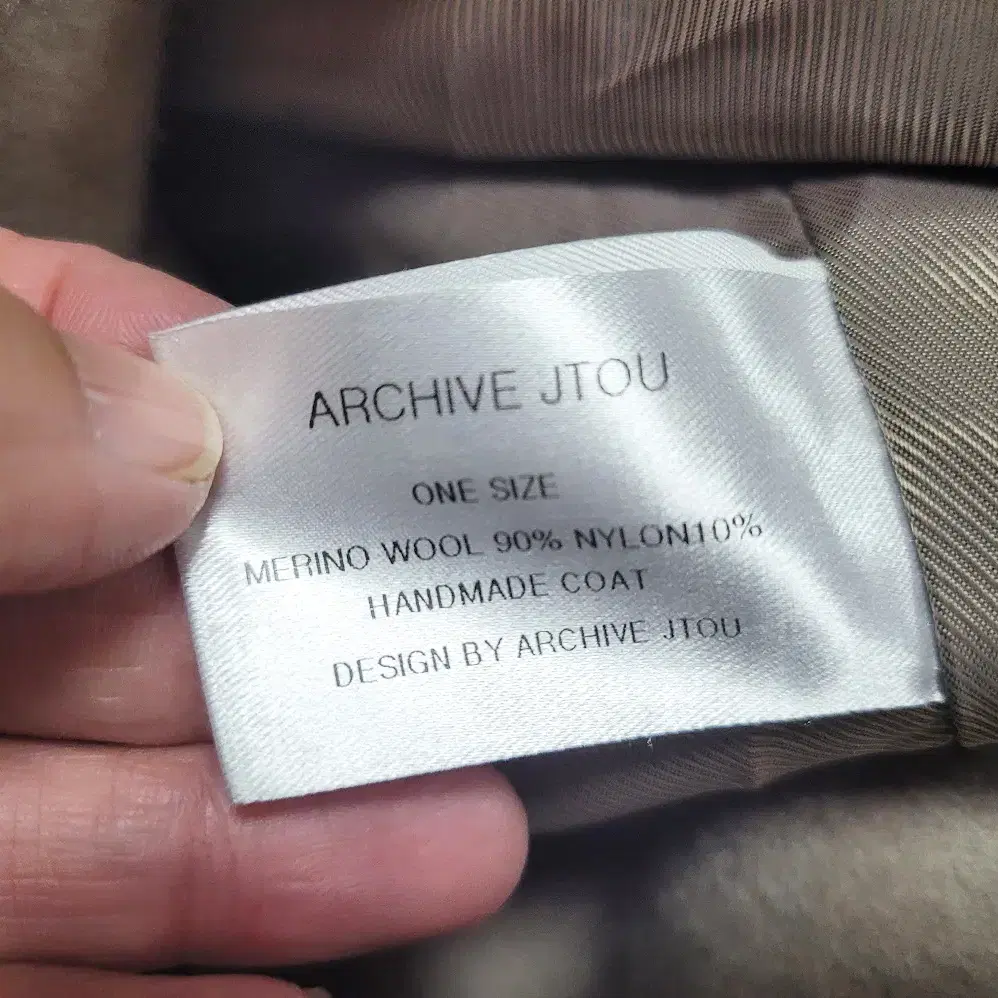 ARCHIVE JTOU
ONE SIZE
MERINO WOOL 90% NYLON10%
HANDMADE COAT
DESIGN BY ARCHIVE JTOU